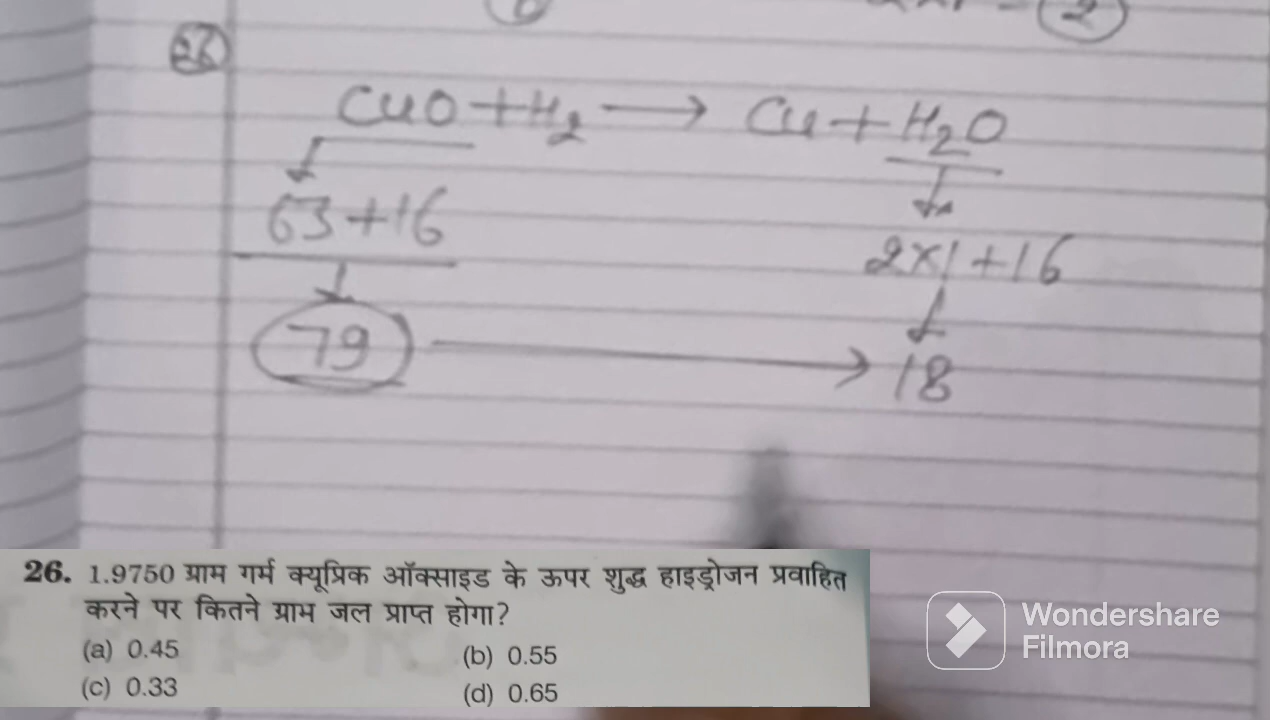 26
CuO + H₂ → Cu + H₂O
63+16 2×1+16
79 → 18
26. 1.9750 ग्राम गर्म क्यूप्रिक ऑक्साइड के ऊपर शुद्ध हाइड्रोजन प्रवाहित
करने पर कितने ग्राम जल प्राप्त होगा?
(a) 0.45 (b) 0.55
(c) 0.33 (d) 0.65
Wondershare
Filmora